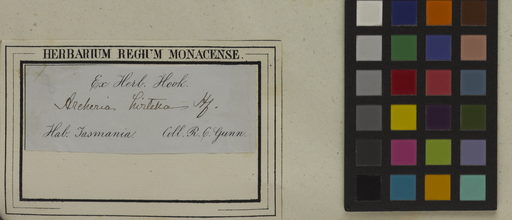 HERBARIUM REGIUM MONACENSE.
Ex Herb. Hook.
Archeria hirtella Hf.
Hab. Tasmania. Coll. R. C. Gunn.